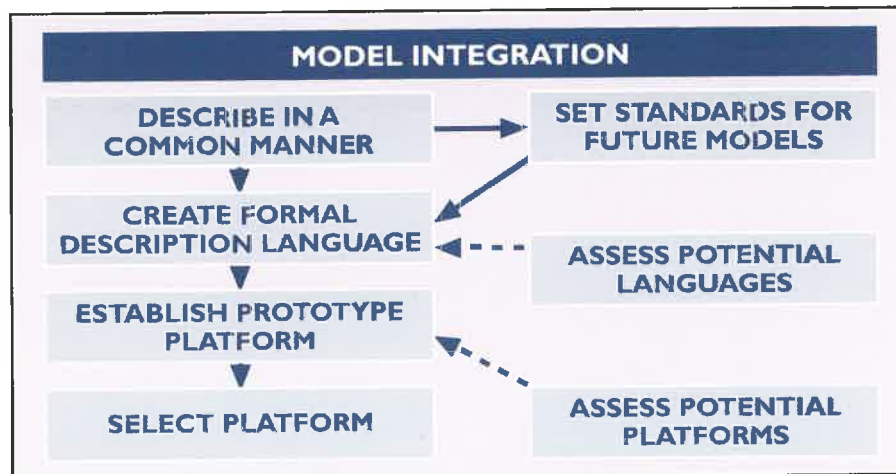 MODEL INTEGRATION
DESCRIBE IN A
COMMON MANNER
SET STANDARDS FOR
FUTURE MODELS
CREATE FORMAL
DESCRIPTION LANGUAGE
ASSESS POTENTIAL
LANGUAGES
ESTABLISH PROTOTYPE
PLATFORM
SELECT PLATFORM
ASSESS POTENTIAL
PLATFORMS